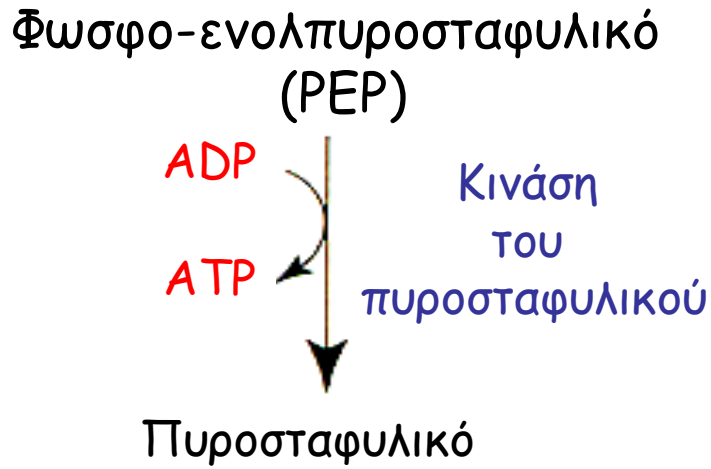 Φωσφο-ενολπυροσταφυλικό
(PEP)
ADP
ATP
Κινάση
του
πυροσταφυλικού
Πυροσταφυλικό